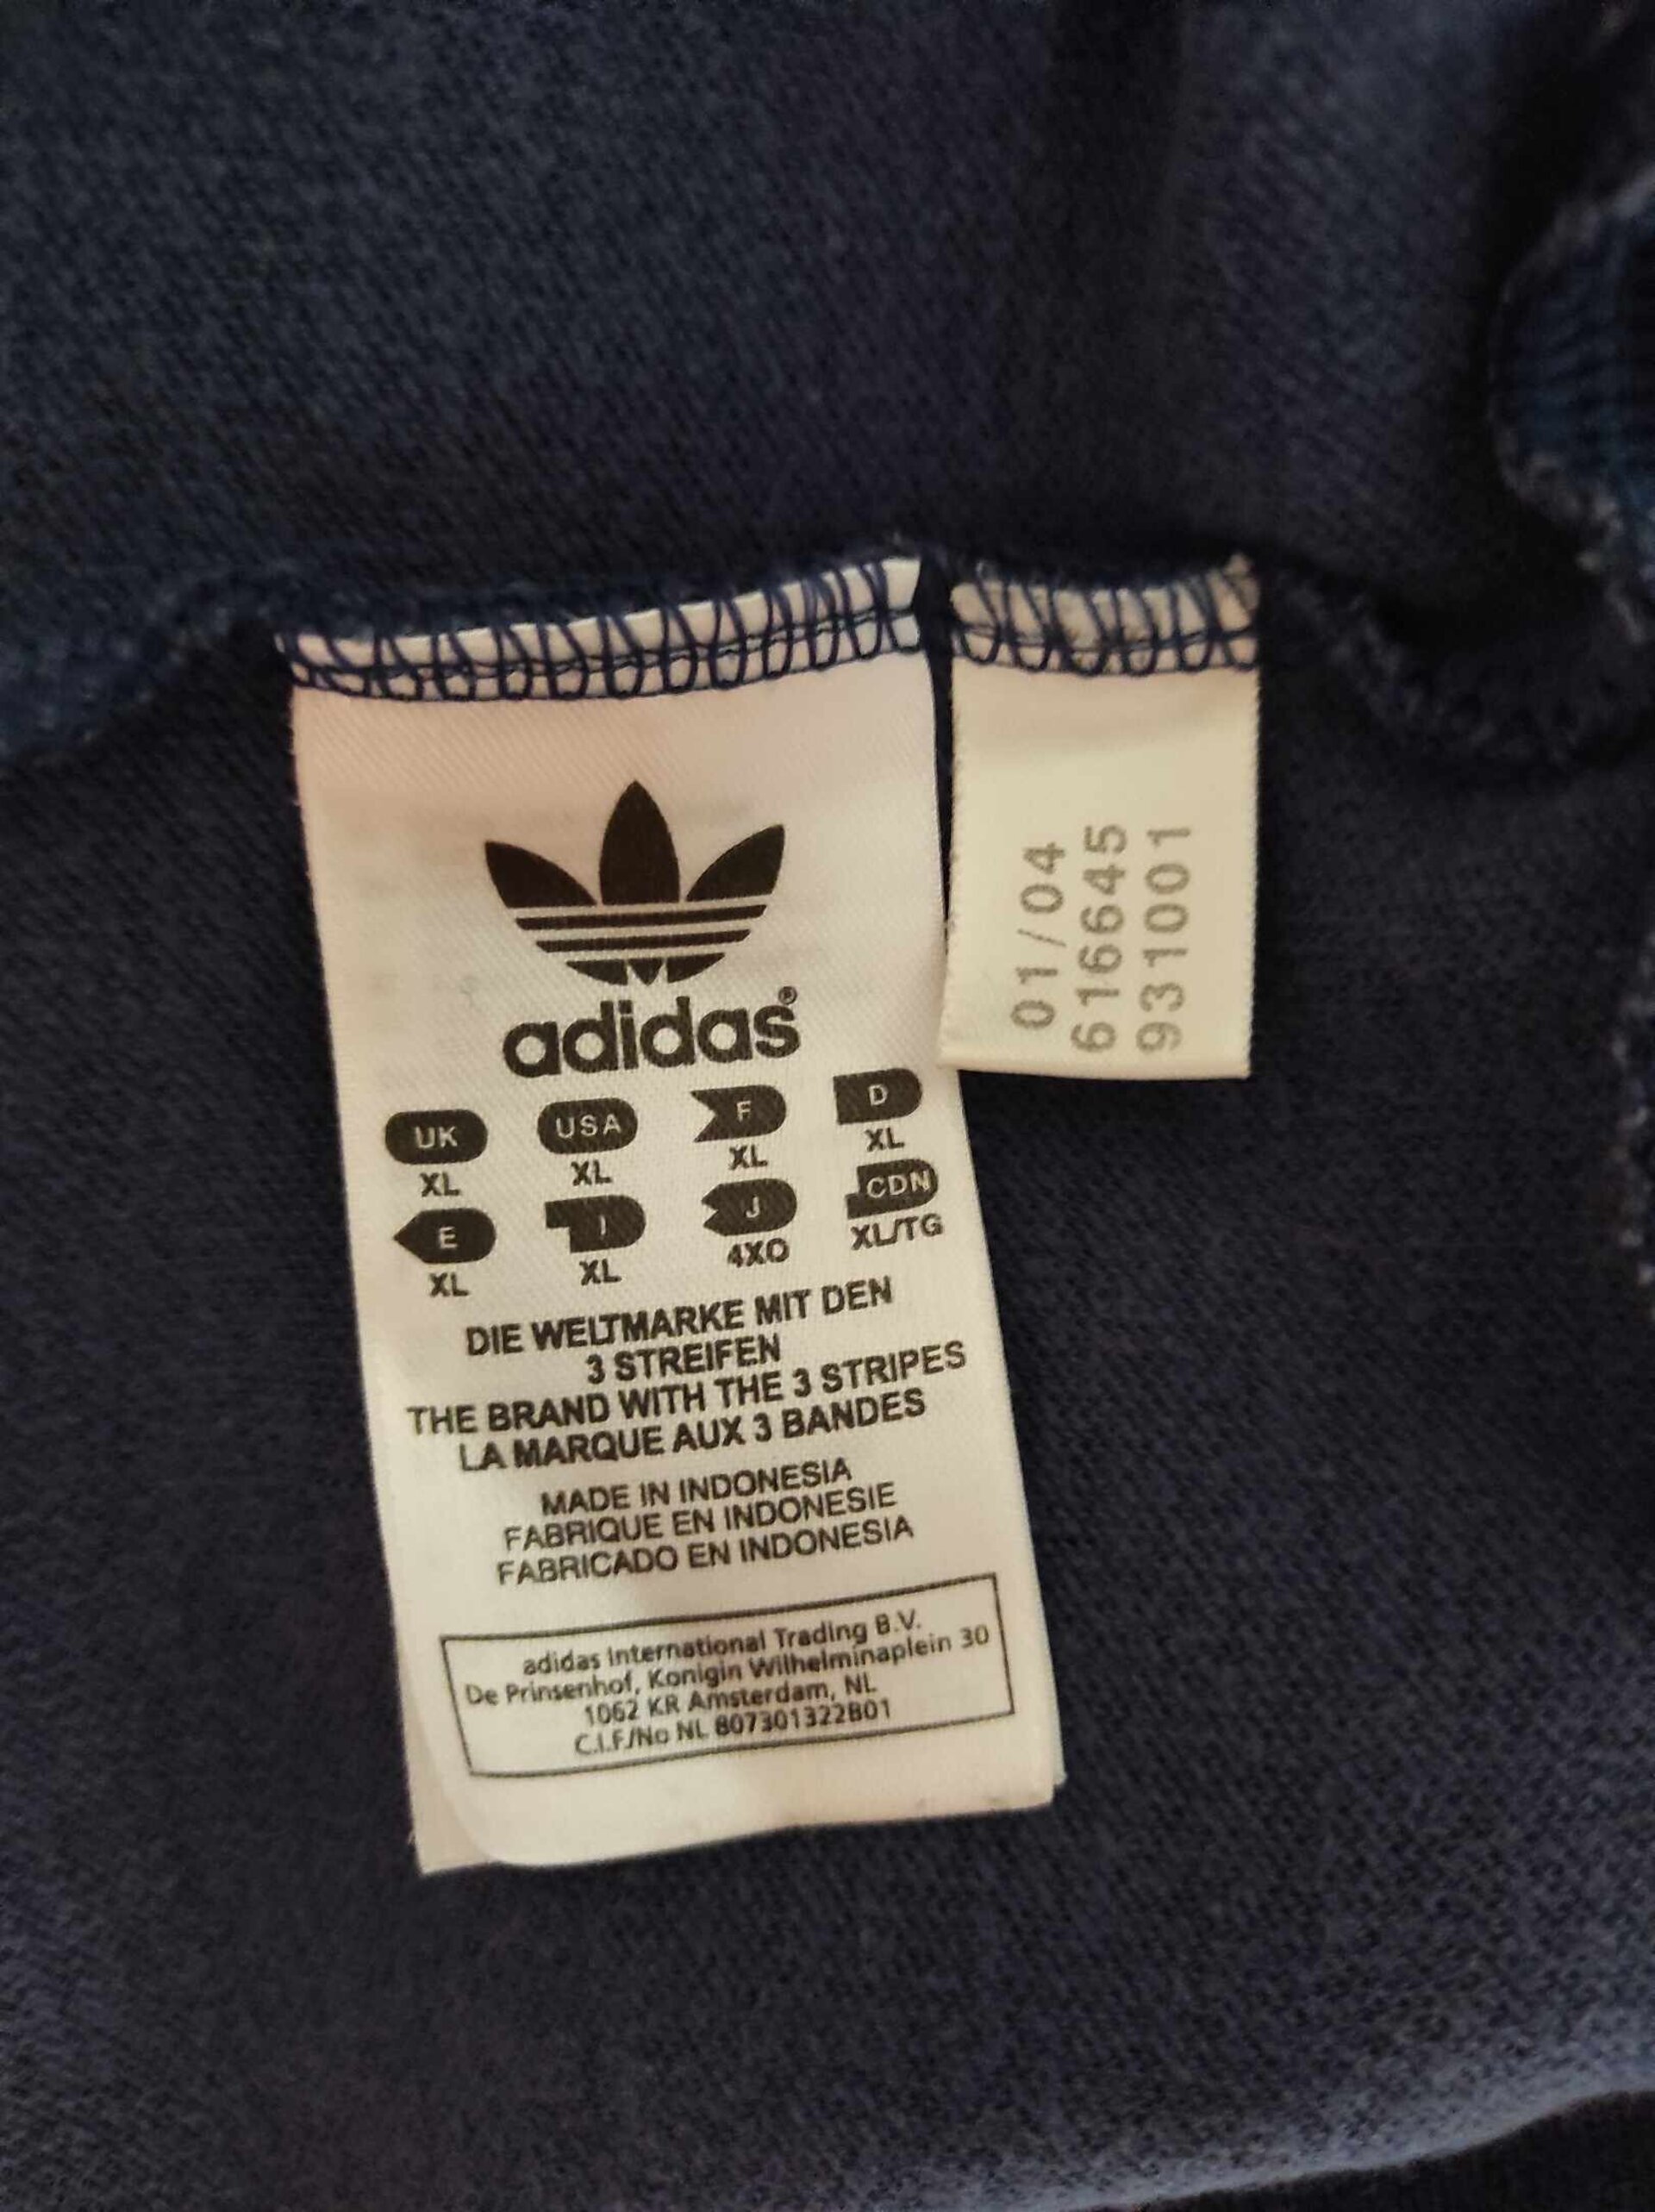 adidas®
UK USA F D
XL XL XL XL
E I J CDN
XL XL 4XO XL/TG
DIE WELTMARKE MIT DEN
3 STREIFEN
THE BRAND WITH THE 3 STRIPES
LA MARQUE AUX 3 BANDES
MADE IN INDONESIA
FABRIQUE EN INDONESIE
FABRICADO EN INDONESIA
adidas International Trading B.V.
De Prinsenhof, Konigin Wilhelminaplein 30
1062 KR Amsterdam, NL
C.I.F./No NL 807301322B01
01/04
616645
931001